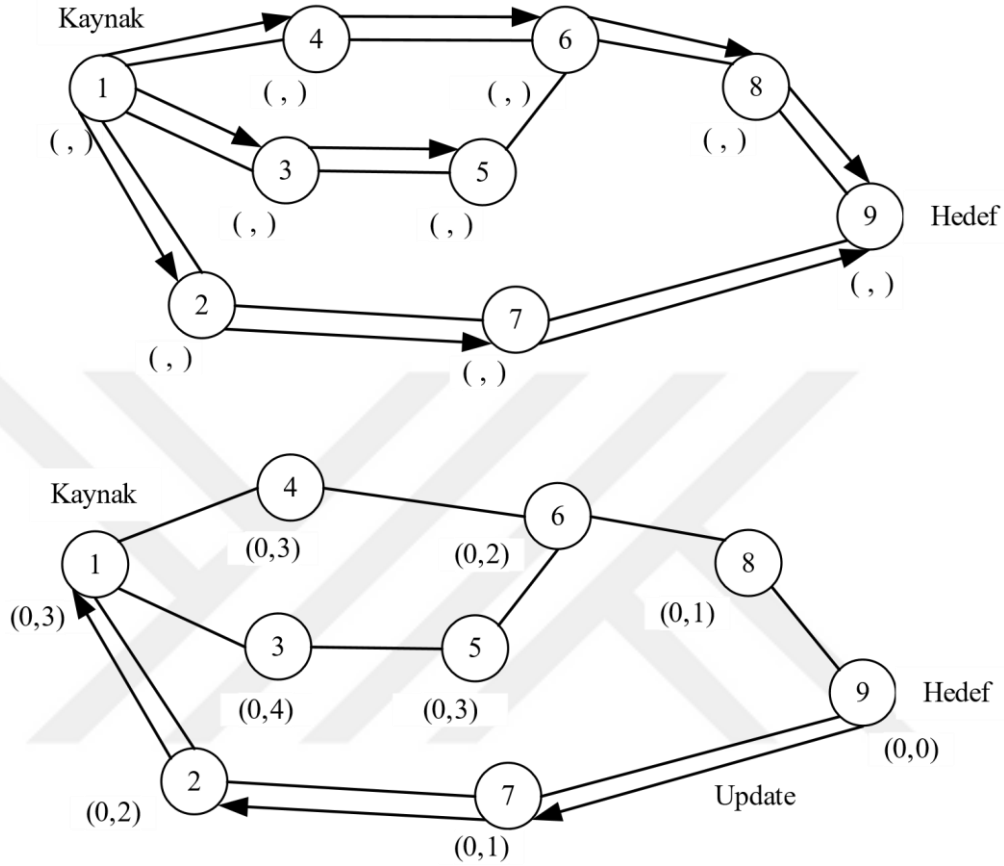 Kaynak
4
6
1
8
( , )
( , )
( , )
( , )
3
5
9
Hedef
( , )
( , )
( , )
2
7
( , )
( , )
Kaynak
4
6
1
(0,3)
(0,2)
8
(0,3)
(0,1)
3
5
9
Hedef
(0,4)
(0,3)
(0,0)
2
7
Update
(0,2)
(0,1)